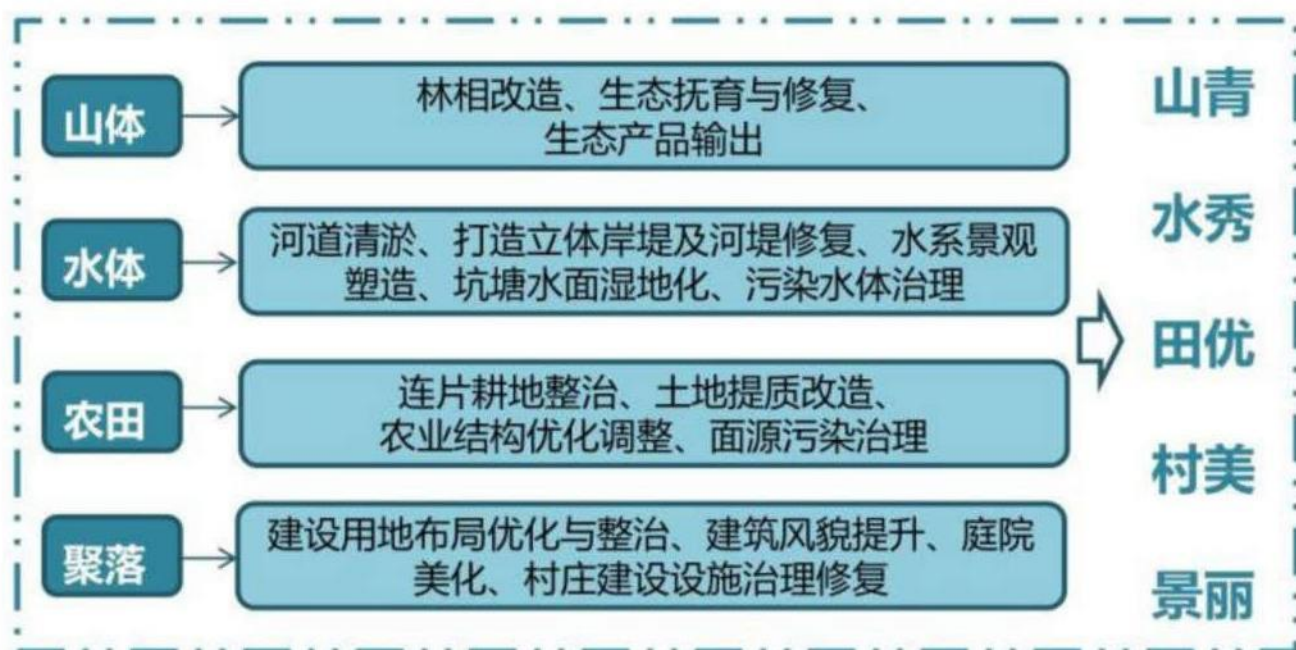 山体
林相改造、生态抚育与修复、
生态产品输出
水体
河道清淤、打造立体岸堤及河堤修复、水系景观
塑造、坑塘水面湿地化、污染水体治理
农田
连片耕地整治、土地提质改造、
农业结构优化调整、面源污染治理
聚落
建设用地布局优化与整治、建筑风貌提升、庭院
美化、村庄建设设施治理修复
山青
水秀
田优
村美
景丽